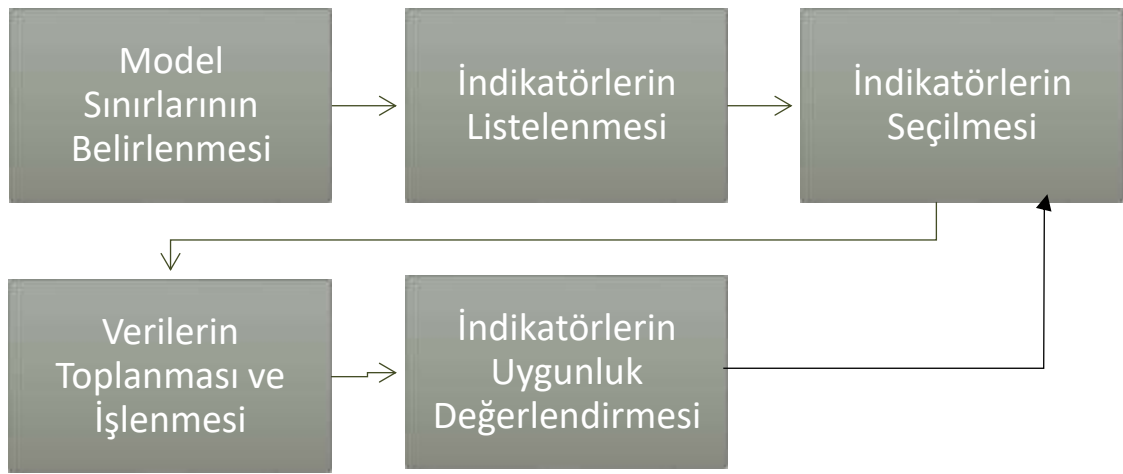 Model
Sınırlarının
Belirlenmesi
İndikatörlerin
Listelenmesi
İndikatörlerin
Seçilmesi
Verilerin
Toplanması ve
İşlenmesi
İndikatörlerin
Uygunluk
Değerlendirmesi